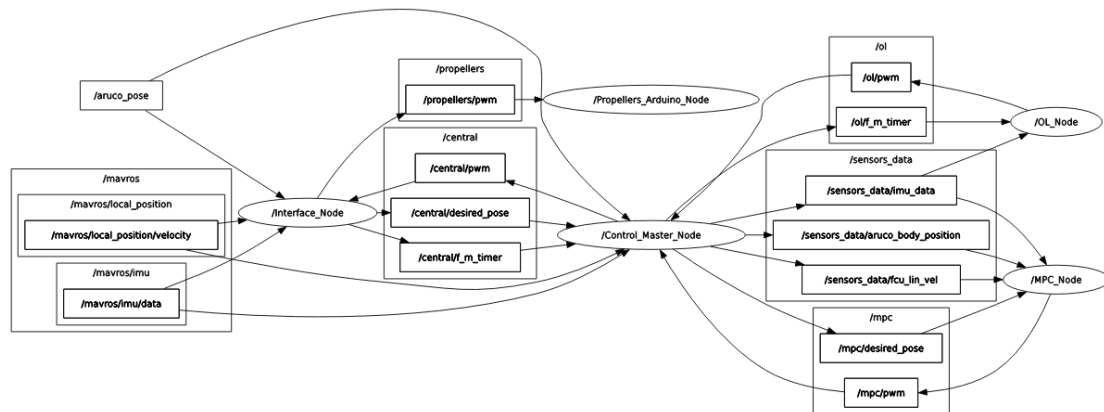 /aruco_pose
/mavros
/mavros/local_position
/mavros/local_position/velocity
/mavros/imu
/mavros/imu/data
/Interface_Node
/propellers
/propellers/pwm
/central
/central/pwm
/central/desired_pose
/central/f_m_timer
/Propellers_Arduino_Node
/Control_Master_Node
/ol
/ol/pwm
/ol/f_m_timer
/sensors_data
/sensors_data/imu_data
/sensors_data/aruco_body_position
/sensors_data/fcu_lin_vel
/mpc
/mpc/desired_pose
/mpc/pwm
/OL_Node
/MPC_Node